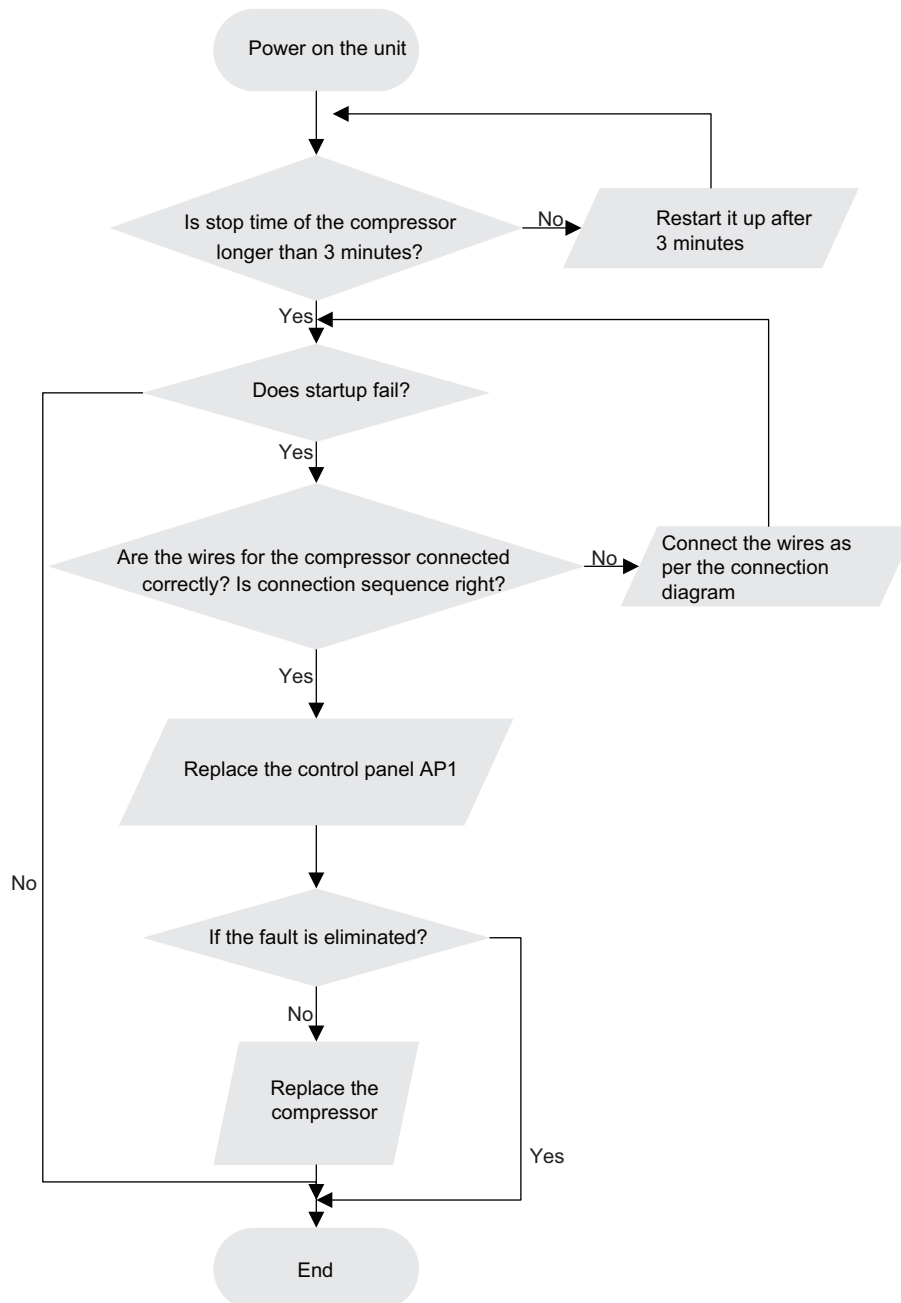 Power on the unit
Is stop time of the compressor
longer than 3 minutes?
No
Restart it up after
3 minutes
Yes
Does startup fail?
Yes
Are the wires for the compressor connected
correctly? Is connection sequence right?
No
Connect the wires as
per the connection
diagram
Yes
Replace the control panel AP1
No
If the fault is eliminated?
No
Replace the
compressor
Yes
End